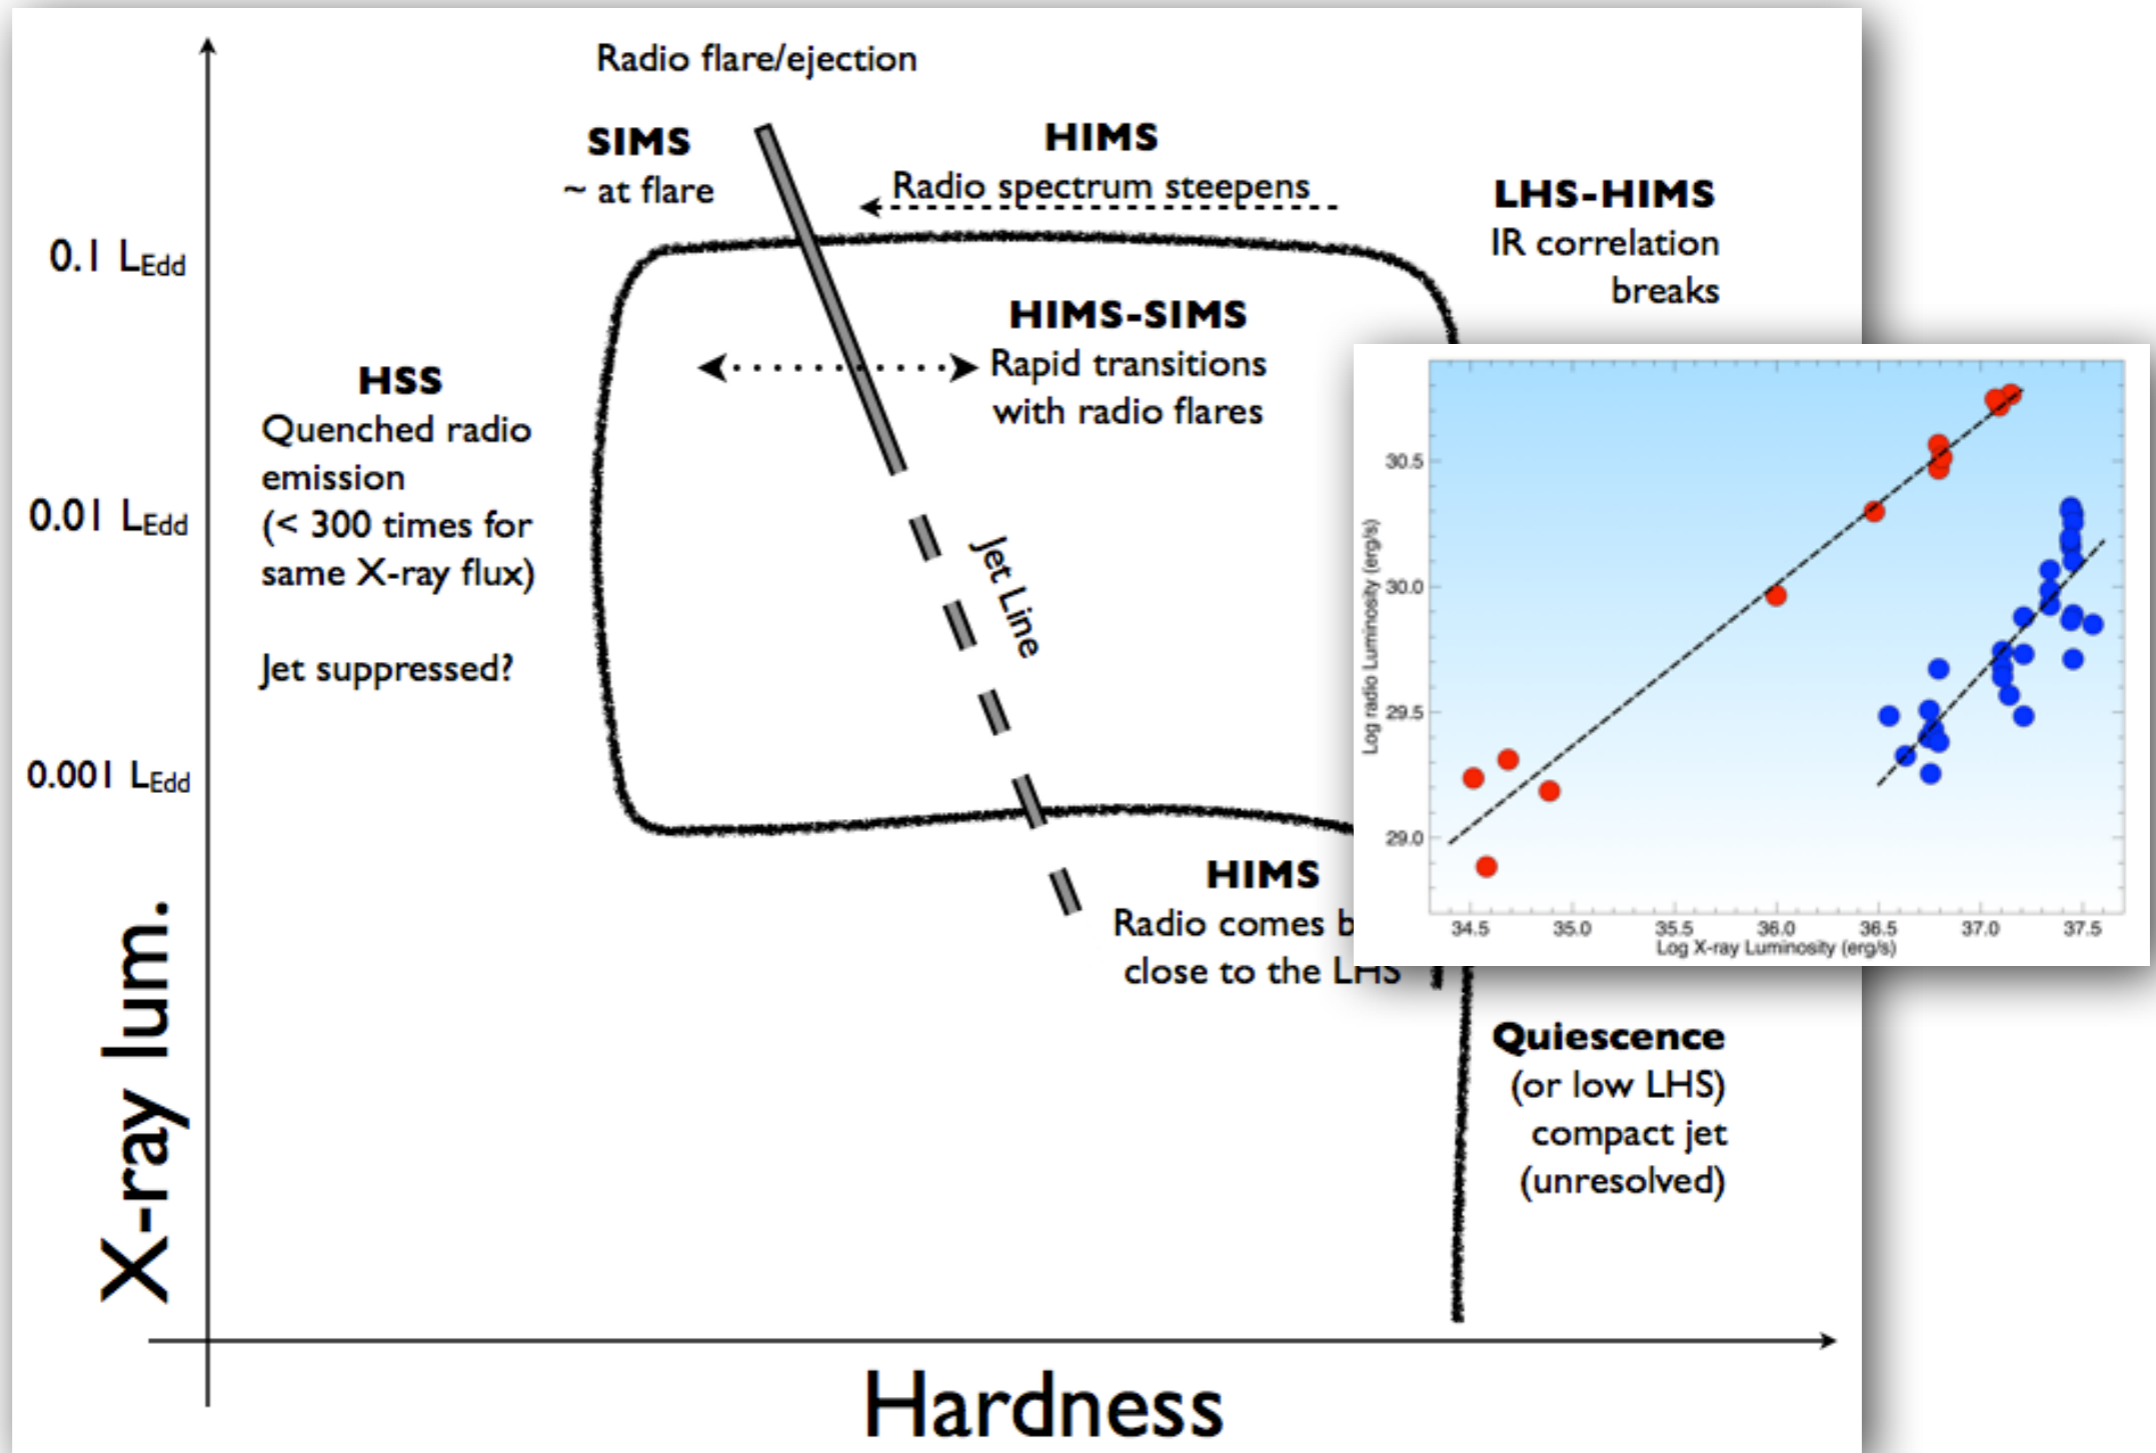 Radio flare/ejection
SIMS
~ at flare
HIMS
Radio spectrum steepens
LHS-HIMS
IR correlation
breaks
0.1 LEdd
HIMS-SIMS
Rapid transitions
with radio flares
HSS
Quenched radio
emission
(< 300 times for
same X-ray flux)
Jet suppressed?
0.01 LEdd
Jet Line
0.001 LEdd
HIMS
Radio comes b
close to the LHS
Quiescence
(or low LHS)
compact jet
(unresolved)
X-ray lum.
Hardness
Log radio Luminosity (erg/s)
30.5
30.0
29.5
29.0
34.5 35.0 35.5 36.0 36.5 37.0 37.5
Log X-ray Luminosity (erg/s)